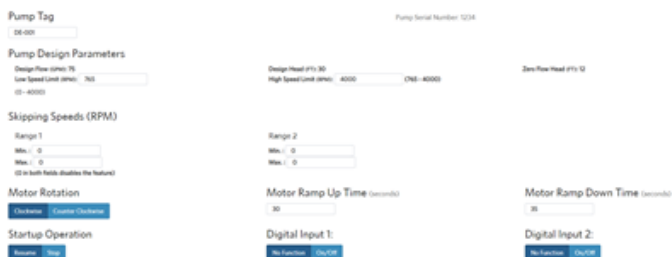 Pump Tag
Pump Serial Number: 1234
DE-001
Pump Design Parameters
Design Flow (GPM): 75
Design Head (FT): 30
Zero Flow Head (FT): 12
Low Speed Limit (RPM): 765
High Speed Limit (RPM): 4000 (765 - 4000)
(0 - 4000)
Skipping Speeds (RPM)
Range 1
Range 2
Min. : 0
Min. : 0
Max. : 0
Max. : 0
(0 in both fields disables the feature)
Motor Rotation
Motor Ramp Up Time (seconds)
Motor Ramp Down Time (seconds)
Clockwise Counter Clockwise
30
35
Startup Operation
Digital Input 1:
Digital Input 2:
Resume Stop
No Function On/Off
No Function On/Off